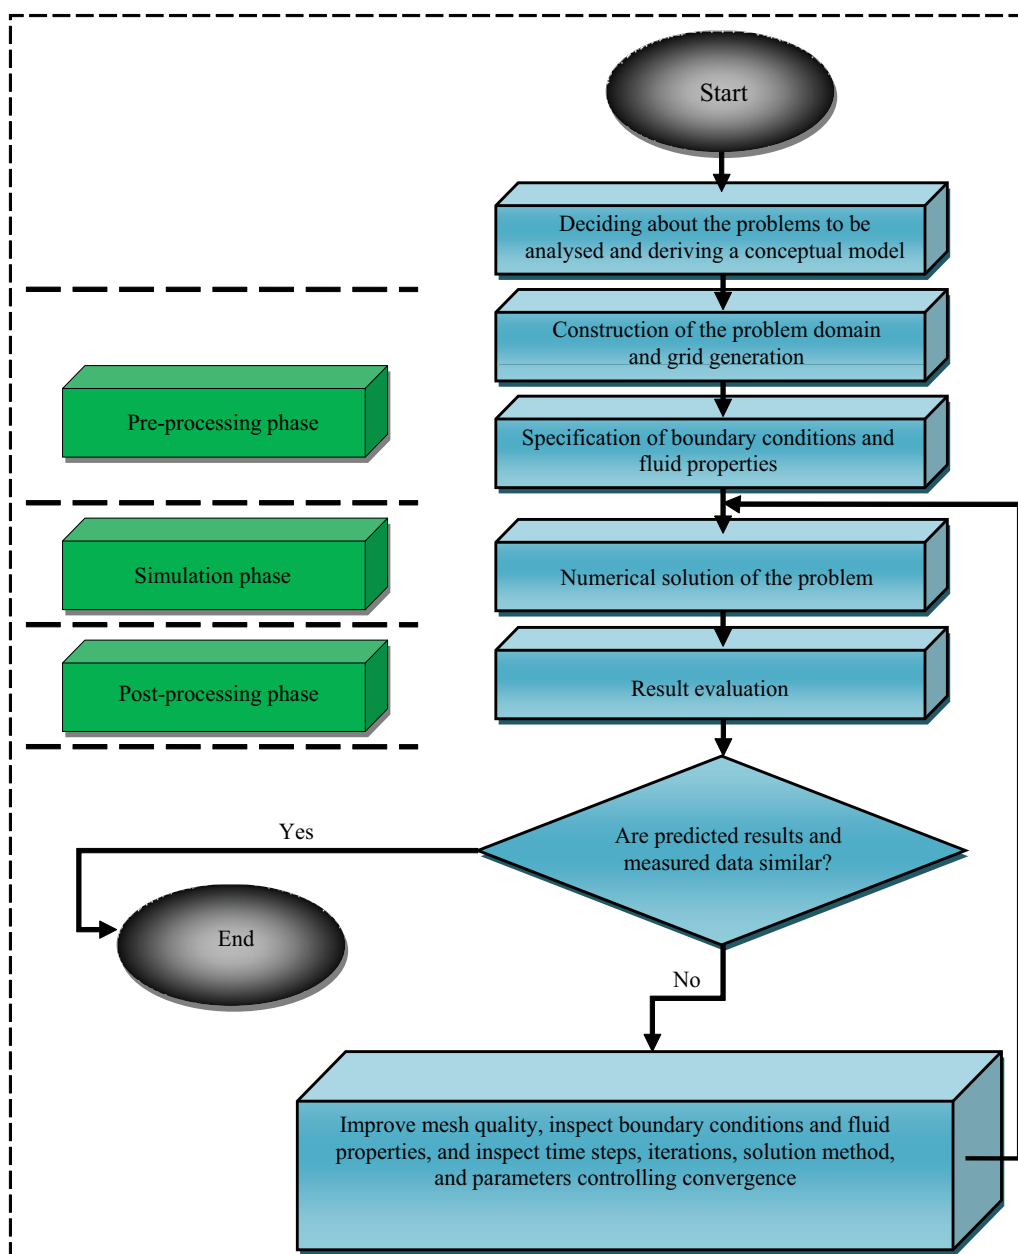 Start
Deciding about the problems to be
analysed and deriving a conceptual model
Construction of the problem domain
and grid generation
Pre-processing phase
Specification of boundary conditions and
fluid properties
Simulation phase
Numerical solution of the problem
Post-processing phase
Result evaluation
Yes
Are predicted results and
measured data similar?
End
No
Improve mesh quality, inspect boundary conditions and fluid
properties, and inspect time steps, iterations, solution method,
and parameters controlling convergence